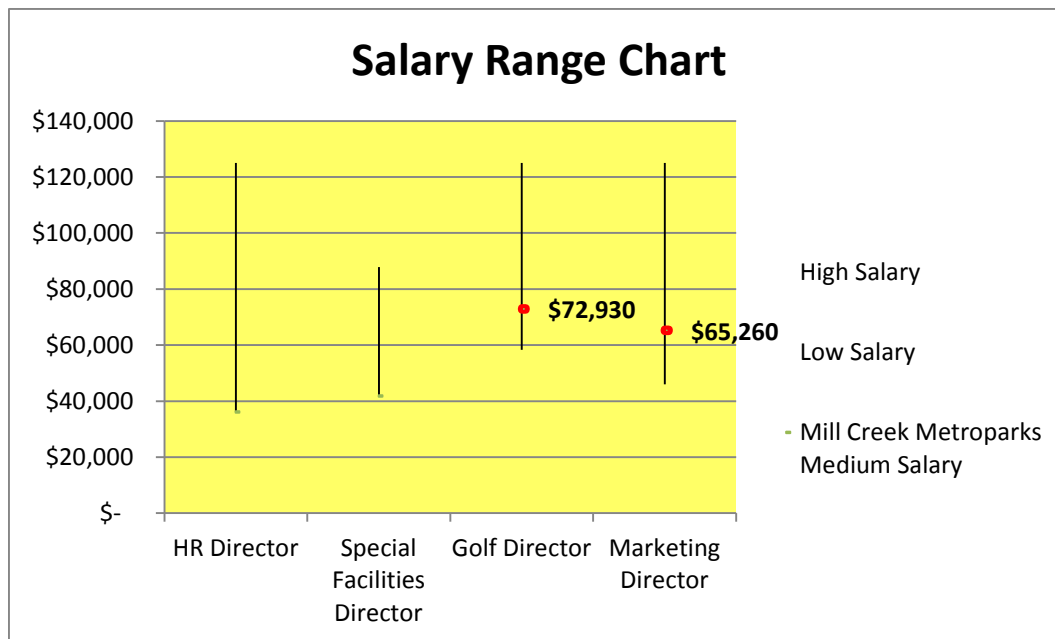 Salary Range Chart
$140,000
$120,000
$100,000
$80,000
$60,000
$40,000
$20,000
$-
$72,930
$65,260
HR Director
Special
Facilities
Director
Golf Director
Marketing
Director
High Salary
Low Salary
Mill Creek Metroparks
Medium Salary